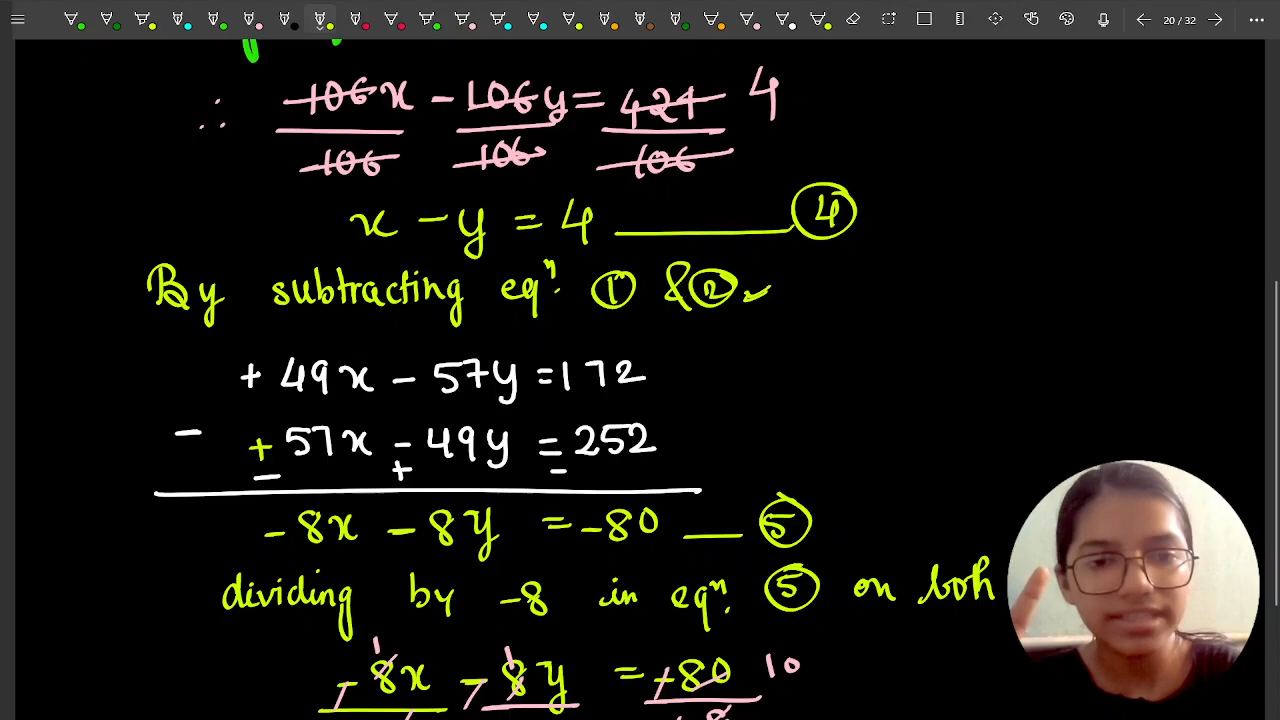 20 / 32
∴ 106x - 106y = 424 4
106 106 106
x - y = 4 ④
By subtracting eqⁿ. ① & ②
+ 49x - 57y = 172
- + 57x - 49y = 252
- + -
-8x - 8y = -80 ⑤
dividing by -8 in eqⁿ. ⑤ on both
1 1
-8x - 8y = -80 10